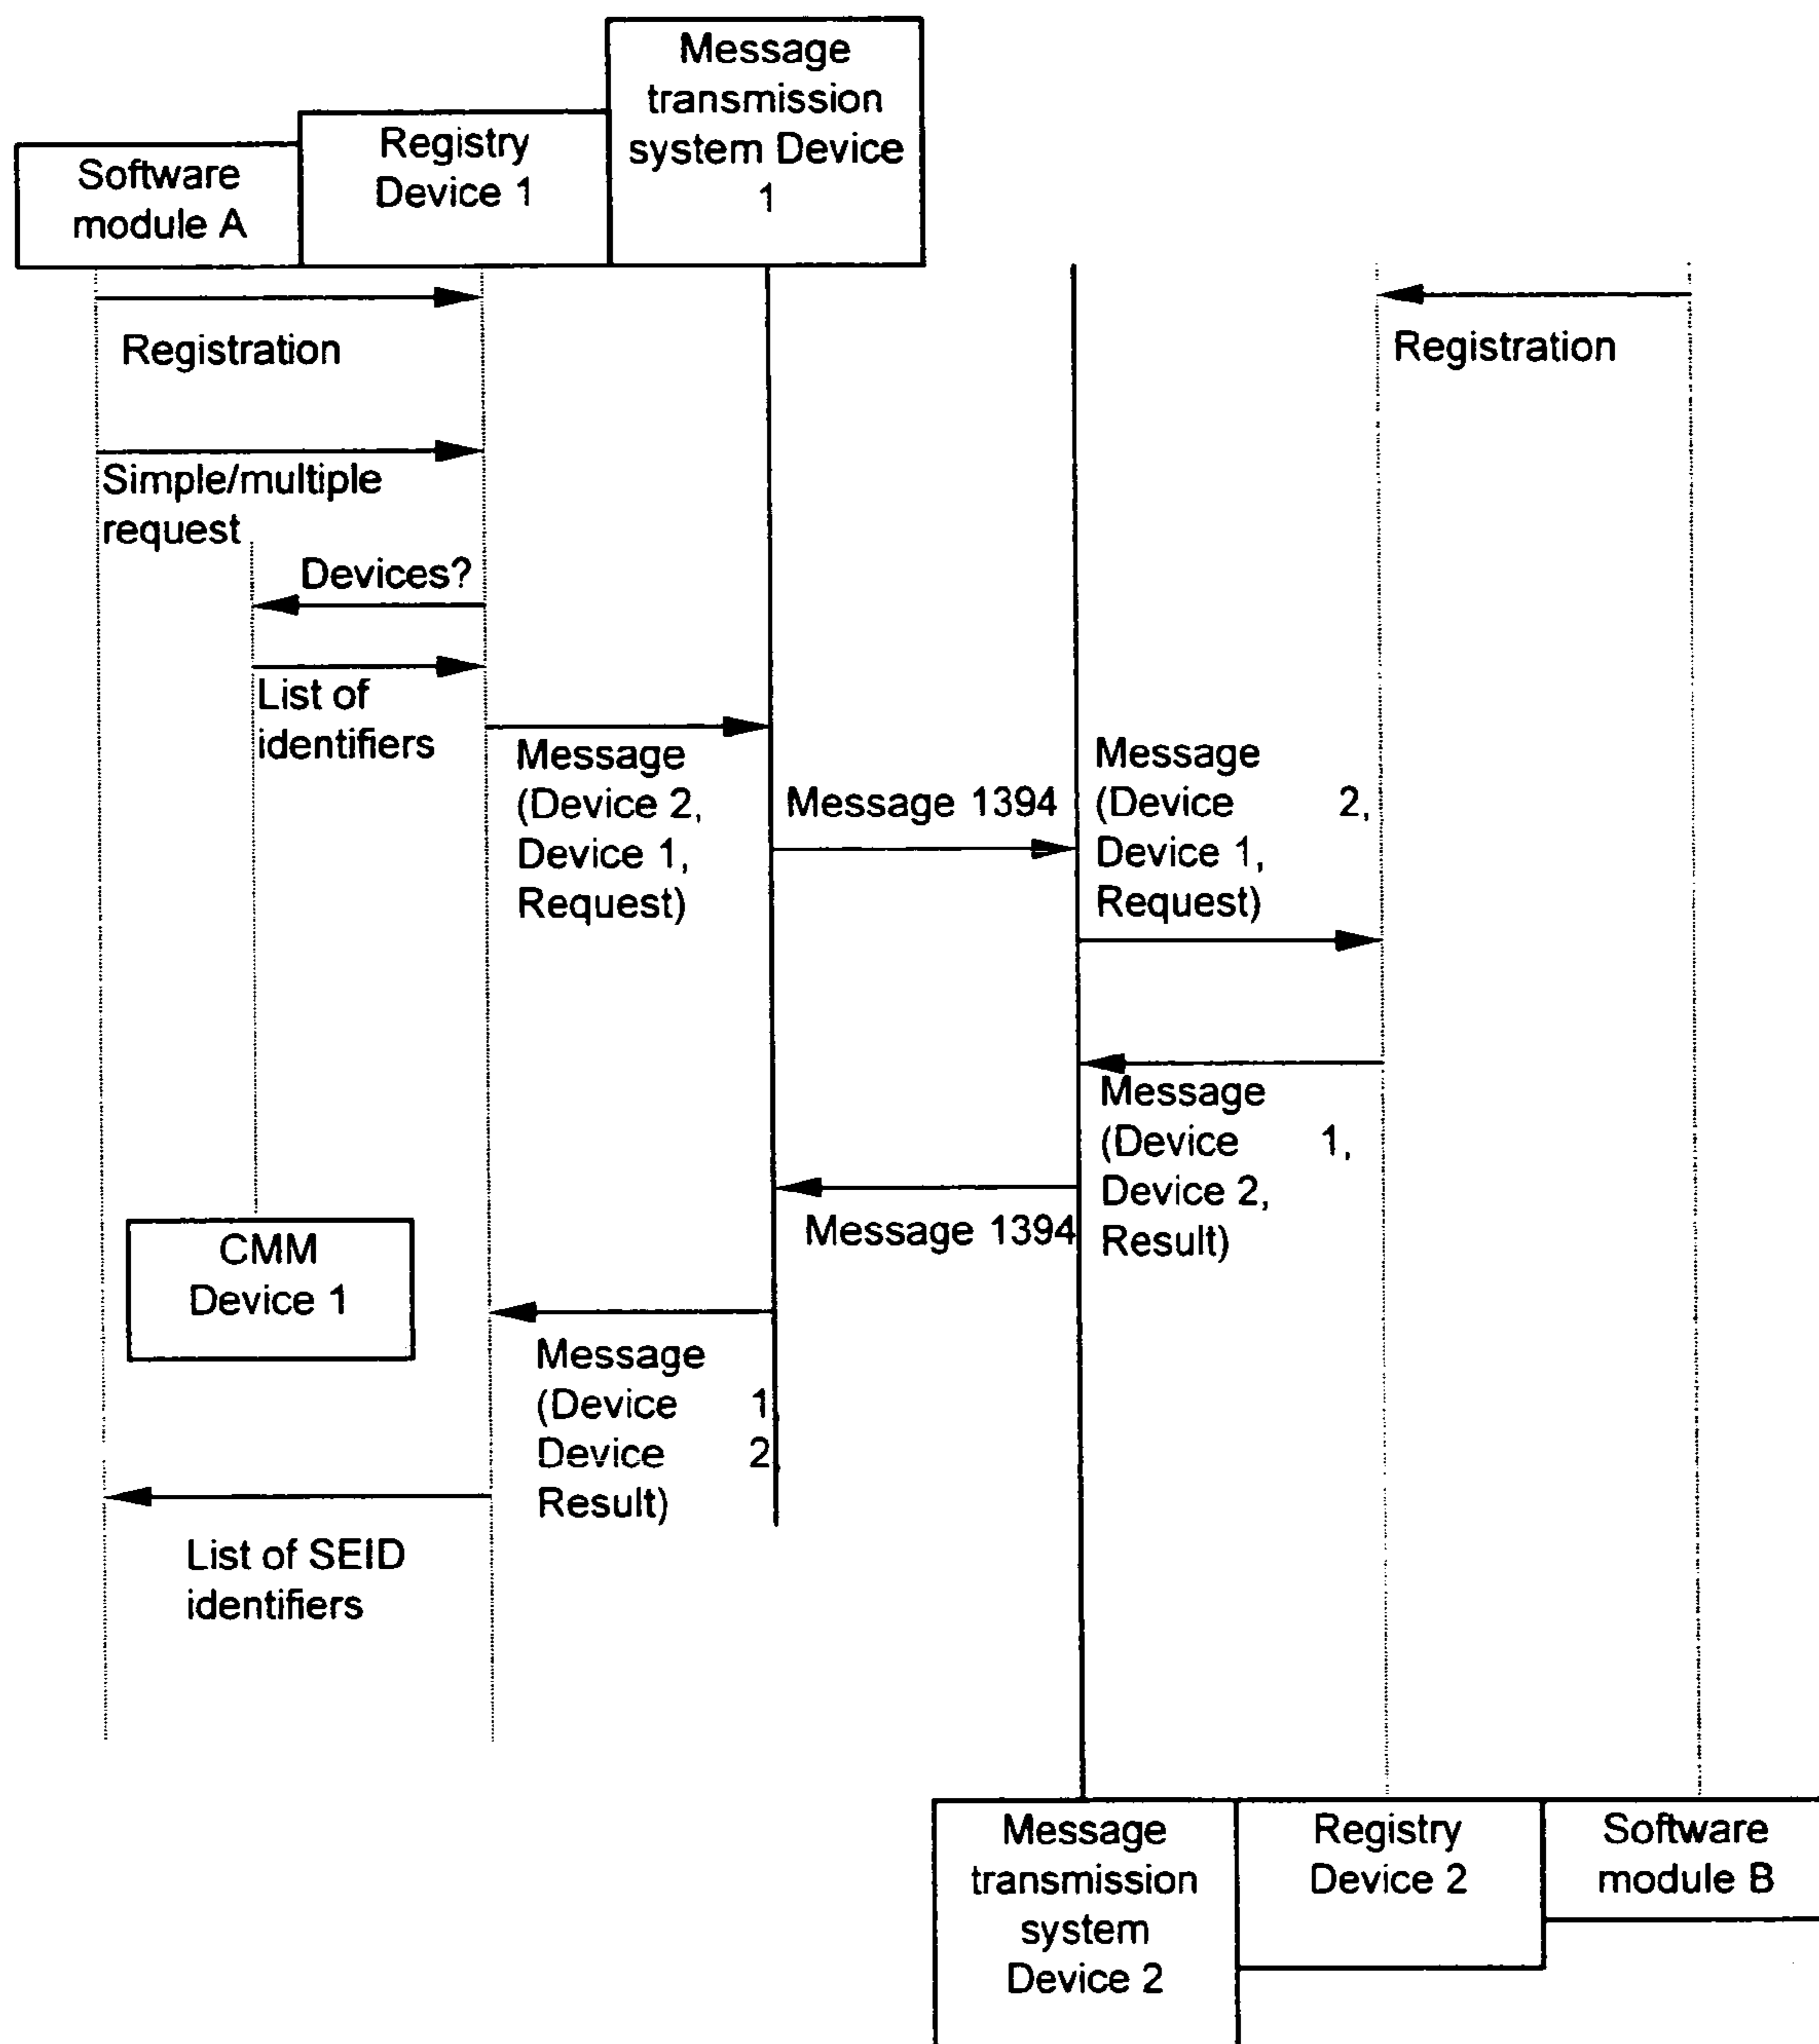 Message
transmission
system Device
1
Registry
Device 1
Software
module A
Registration
Registration
Simple/multiple
request
Devices?
List of
identifiers
Message
(Device 2,
Device 1,
Request)
Message 1394
Message
(Device 2,
Device 1,
Request)
Message
(Device 1,
Device 2,
Result)
Message 1394
CMM
Device 1
Message
(Device 1
Device 2
Result)
List of SEID
identifiers
Message
transmission
system
Device 2
Registry
Device 2
Software
module B